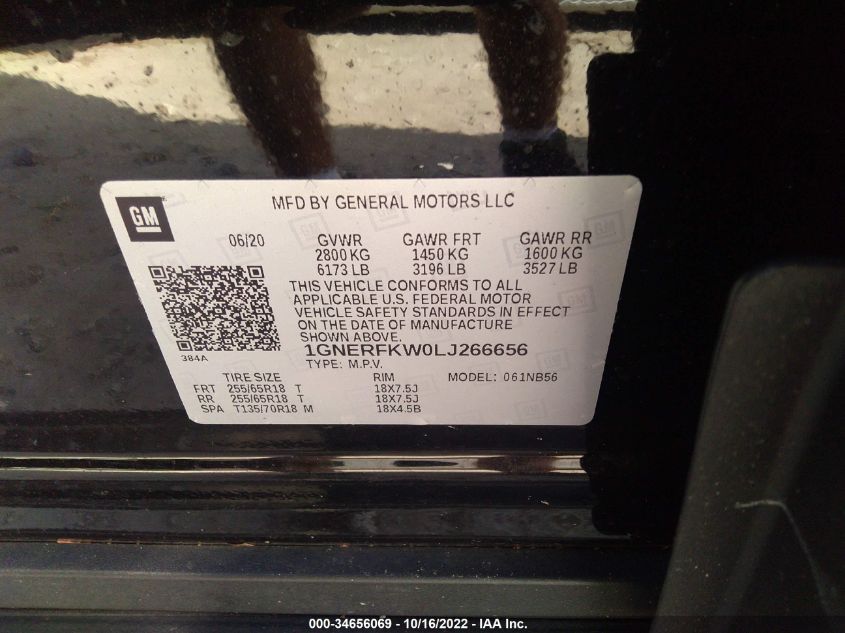 GM
MFD BY GENERAL MOTORS LLC
06/20 GVWR GAWR FRT GAWR RR
2800 KG 1450 KG 1600 KG
6173 LB 3196 LB 3527 LB
THIS VEHICLE CONFORMS TO ALL
APPLICABLE U.S. FEDERAL MOTOR
VEHICLE SAFETY STANDARDS IN EFFECT
ON THE DATE OF MANUFACTURE
SHOWN ABOVE.
384A
1GNERFKW0LJ266656
TYPE: M.P.V.
TIRE SIZE RIM MODEL: 061NB56
FRT 255/65R18 T 18X7.5J
RR 255/65R18 T 18X7.5J
SPA T135/70R18 M 18X4.5B
000-34656069 - 10/16/2022 - IAA Inc.